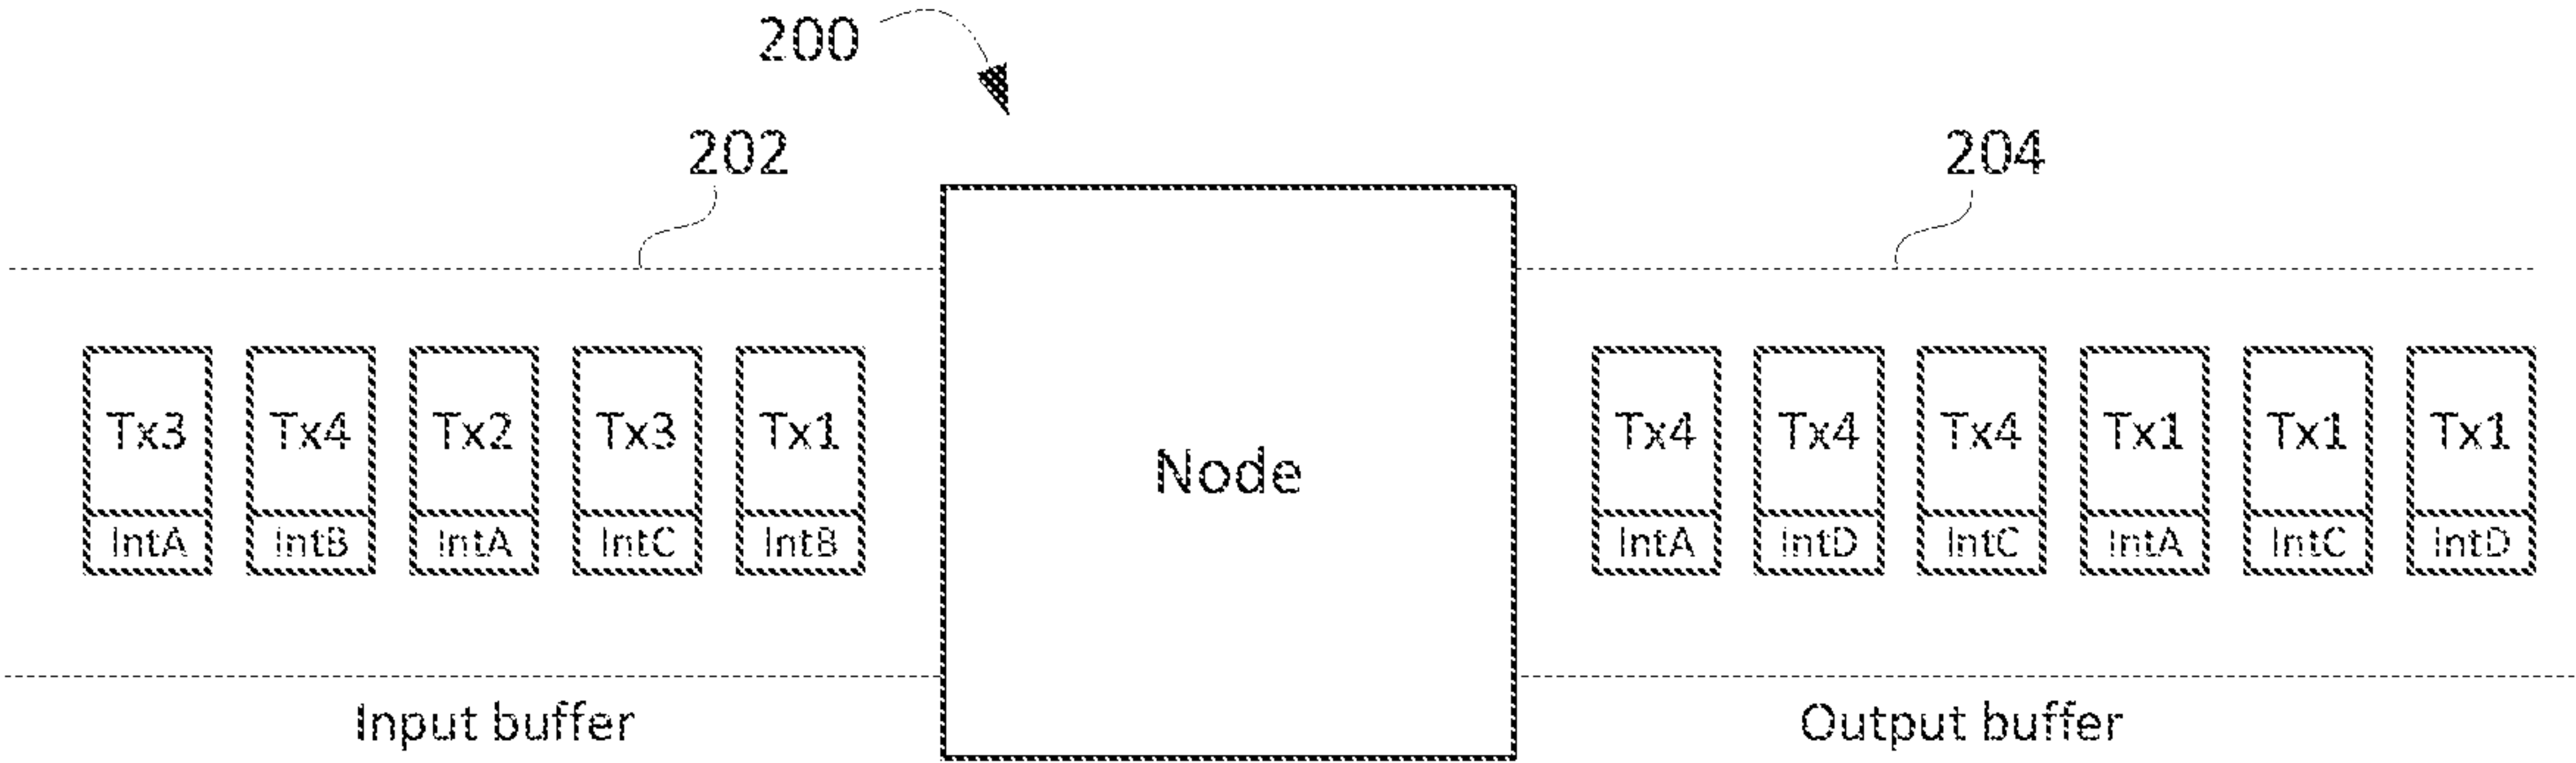 200
202
204
Tx3 Tx4 Tx2 Tx3 Tx1
IntA IntB IntA IntC IntB
Node
Tx4 Tx4 Tx4 Tx1 Tx1 Tx1
IntA IntD IntC IntA IntC IntD
Input buffer
Output buffer